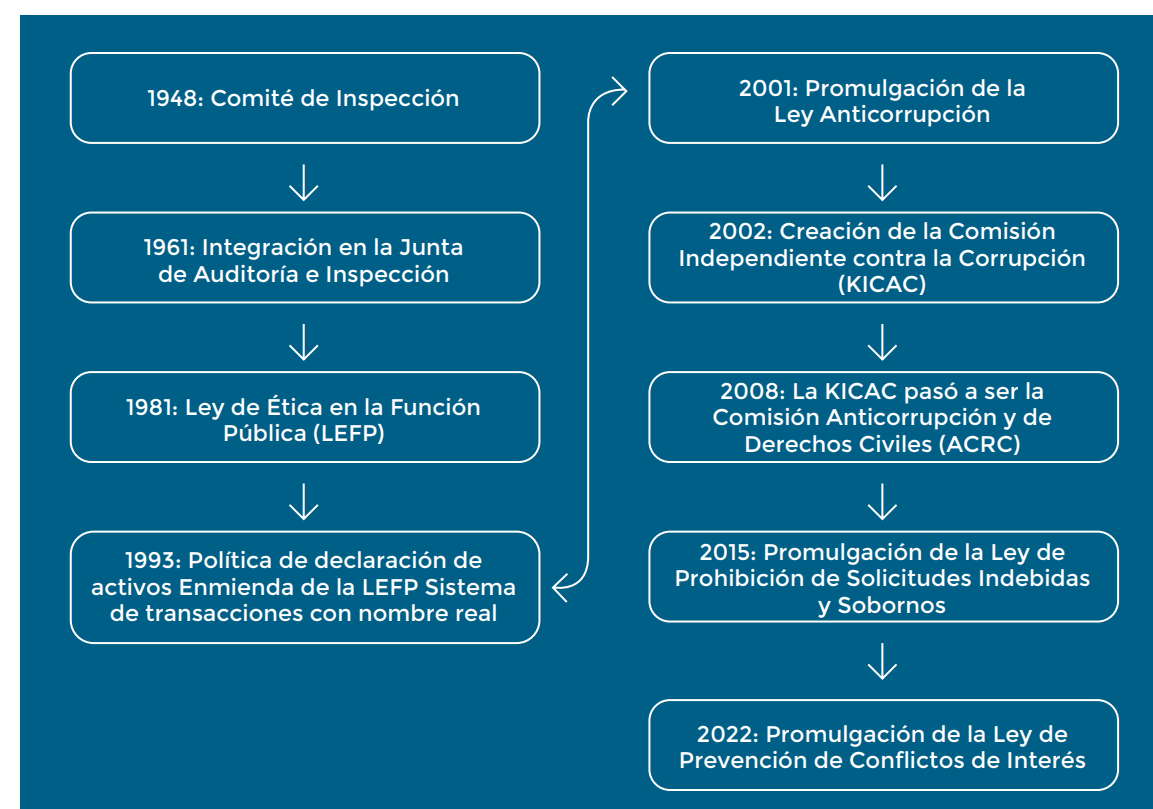 1948: Comité de Inspección
1961: Integración en la Junta
de Auditoría e Inspección
1981: Ley de Ética en la Función
Pública (LEFP)
1993: Política de declaración de
activos Enmienda de la LEFP Sistema
de transacciones con nombre real
2001: Promulgación de la
Ley Anticorrupción
2002: Creación de la Comisión
Independiente contra la Corrupción
(KICAC)
2008: La KICAC pasó a ser la
Comisión Anticorrupción y de
Derechos Civiles (ACRC)
2015: Promulgación de la Ley de
Prohibición de Solicitudes Indebidas
y Sobornos
2022: Promulgación de la Ley de
Prevención de Conflictos de Interés